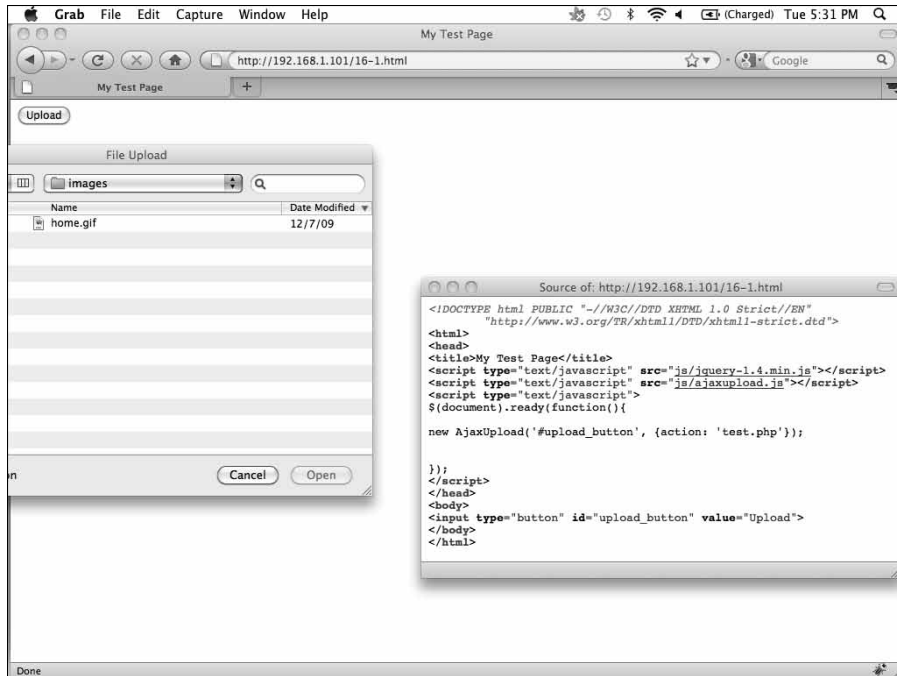 Grab File Edit Capture Window Help (Charged) Tue 5:31 PM
My Test Page
http://192.168.1.101/16-1.html Google
My Test Page +
Upload
File Upload
images
Name Date Modified
home.gif 12/7/09
on Cancel Open
Source of: http://192.168.1.101/16-1.html
<!DOCTYPE html PUBLIC "-//W3C//DTD XHTML 1.0 Strict//EN"
"http://www.w3.org/TR/xhtml1/DTD/xhtml1-strict.dtd">
<html>
<head>
<title>My Test Page</title>
<script type="text/javascript" src="js/jquery-1.4.min.js"></script>
<script type="text/javascript" src="js/ajaxupload.js"></script>
<script type="text/javascript">
$(document).ready(function(){
new AjaxUpload('#upload_button', {action: 'test.php'});
});
</script>
</head>
<body>
<input type="button" id="upload_button" value="Upload">
</body>
</html>
Done